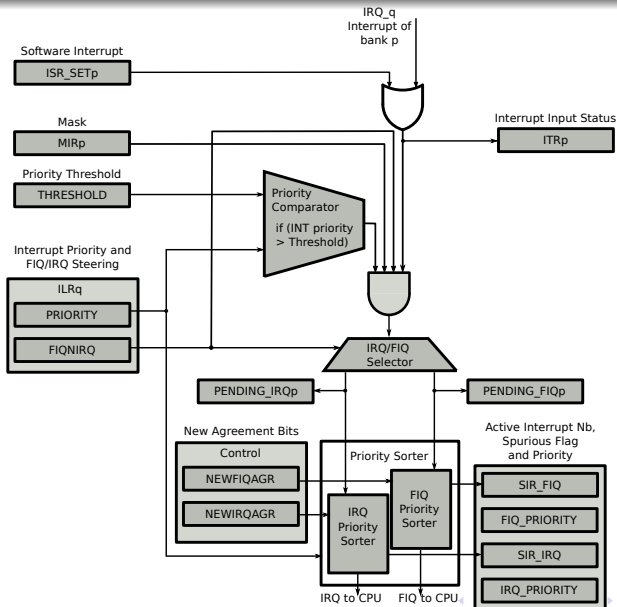 IRQ_q
Interrupt of
bank p
Software Interrupt
ISR_SETp
Mask
MIRp
Interrupt Input Status
ITRp
Priority Threshold
THRESHOLD
Priority
Comparator
if (INT priority
> Threshold)
Interrupt Priority and
FIQ/IRQ Steering
ILRq
PRIORITY
FIQNIRQ
IRQ/FIQ
Selector
PENDING_IRQp
PENDING_FIQp
New Agreement Bits
Control
NEWFIQAGR
NEWIRQAGR
Priority Sorter
IRQ
Priority
Sorter
FIQ
Priority
Sorter
Active Interrupt Nb,
Spurious Flag
and Priority
SIR_FIQ
FIQ_PRIORITY
SIR_IRQ
IRQ_PRIORITY
IRQ to CPU
FIQ to CPU